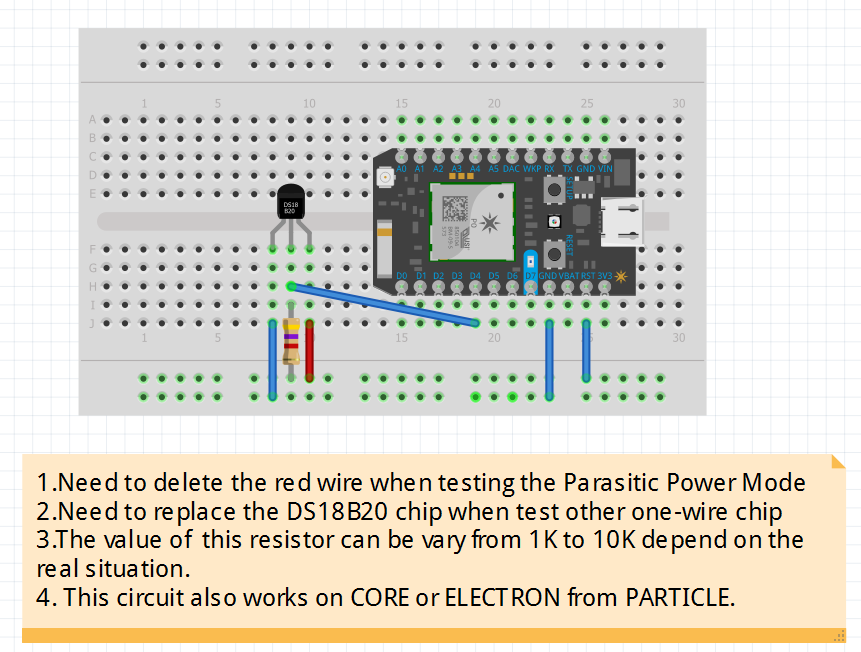 1 5 10 15 20 25 30
A
B
C
D
E
A0 A1 A2 A3 A4 A5 DAC WKP RX TX GND VIN
SETUP
DS18
B20
RESET
F
G
H
I
J
D0 D1 D2 D3 D4 D5 D6 D7 GND VBAT RST 3V3
1 5 15 20 25 30
1.Need to delete the red wire when testing the Parasitic Power Mode
2.Need to replace the DS18B20 chip when test other one-wire chip
3.The value of this resistor can be vary from 1K to 10K depend on the
real situation.
4. This circuit also works on CORE or ELECTRON from PARTICLE.